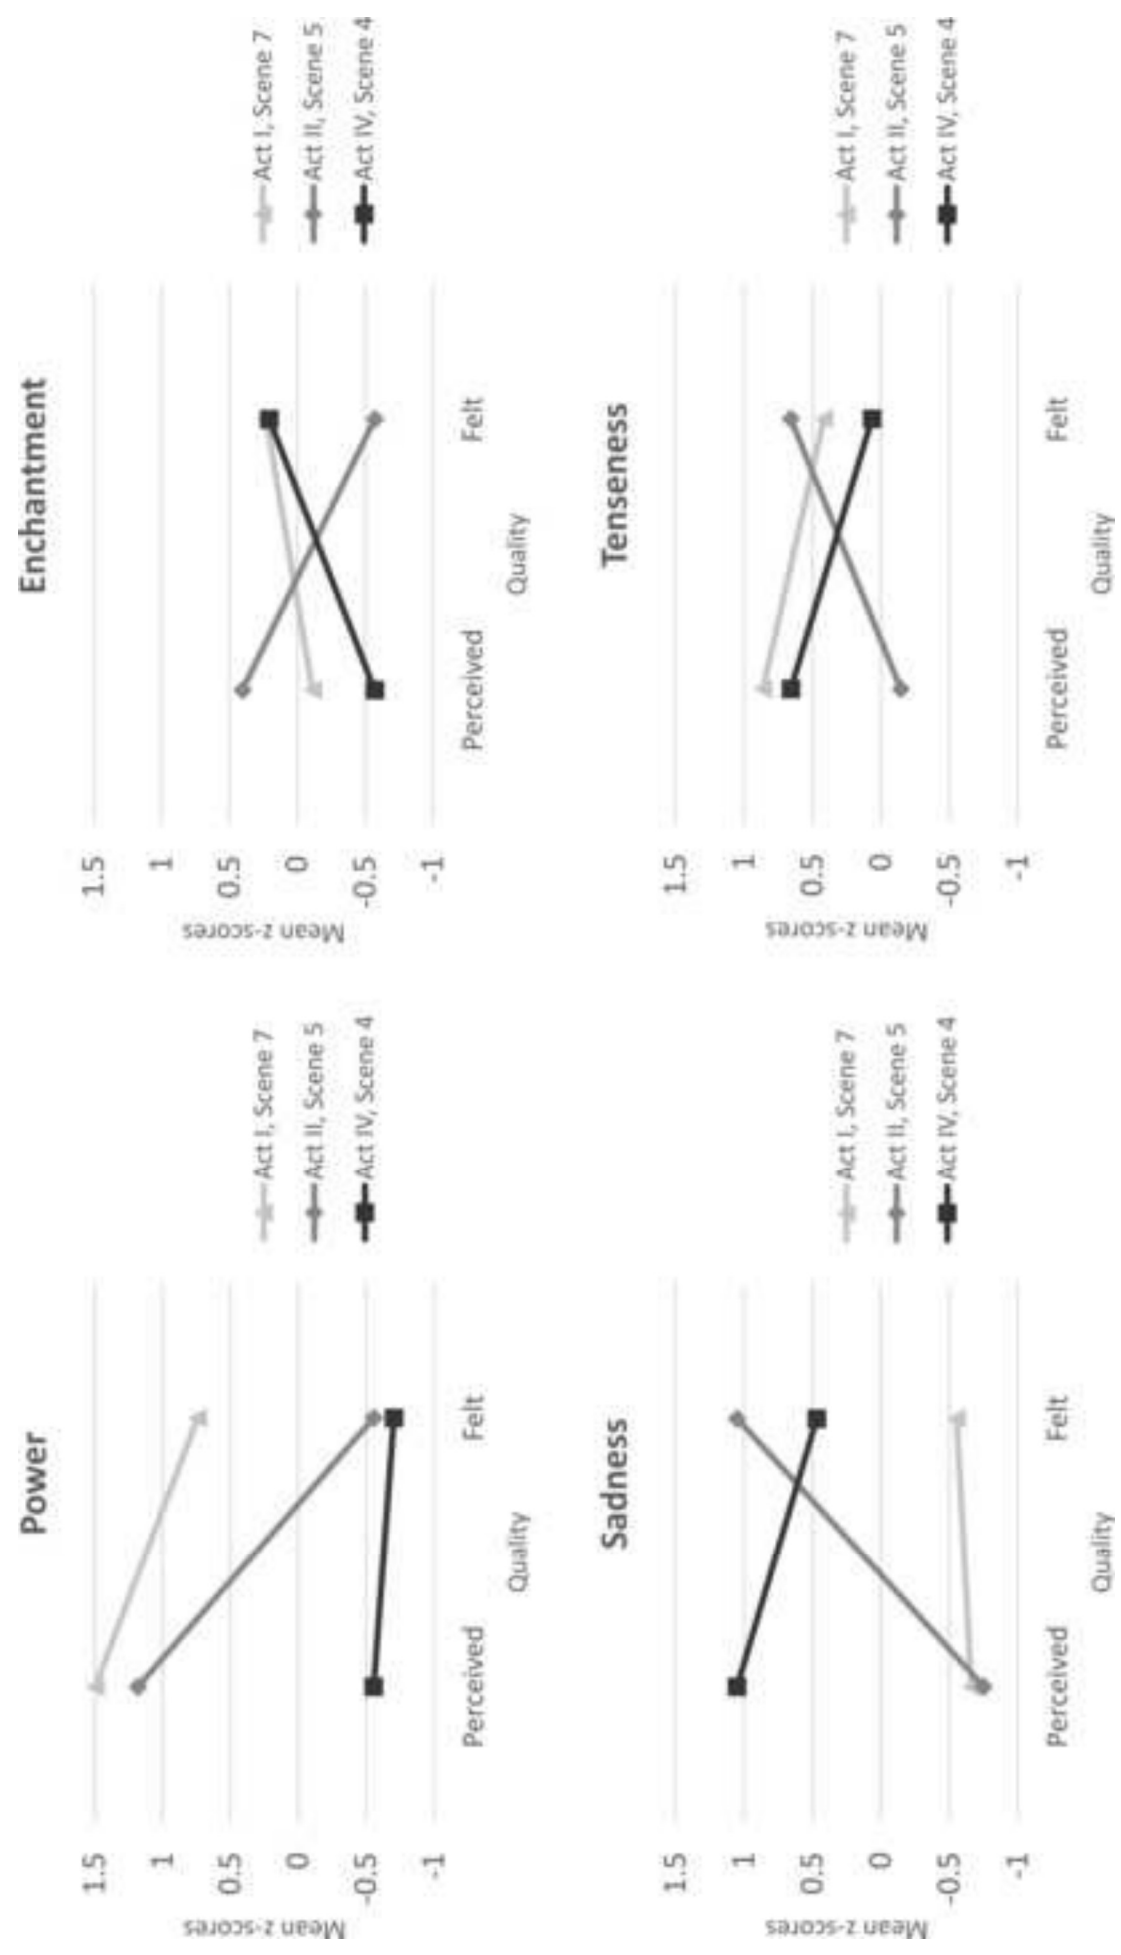 Power
1.5
1
0.5
0
-0.5
-1
Mean z-scores
Perceived
Felt
Quality
Act I, Scene 7
Act II, Scene 5
Act IV, Scene 4
Enchantment
1.5
1
0.5
0
-0.5
-1
Mean z-scores
Perceived
Felt
Quality
Act I, Scene 7
Act II, Scene 5
Act IV, Scene 4
Sadness
1.5
1
0.5
0
-0.5
-1
Mean z-scores
Perceived
Felt
Quality
Act I, Scene 7
Act II, Scene 5
Act IV, Scene 4
Tenseness
1.5
1
0.5
0
-0.5
-1
Mean z-scores
Perceived
Felt
Quality
Act I, Scene 7
Act II, Scene 5
Act IV, Scene 4